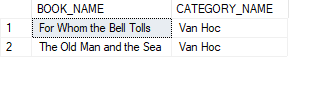 BOOK_NAME CATEGORY_NAME
1 For Whom the Bell Tolls Van Hoc
2 The Old Man and the Sea Van Hoc